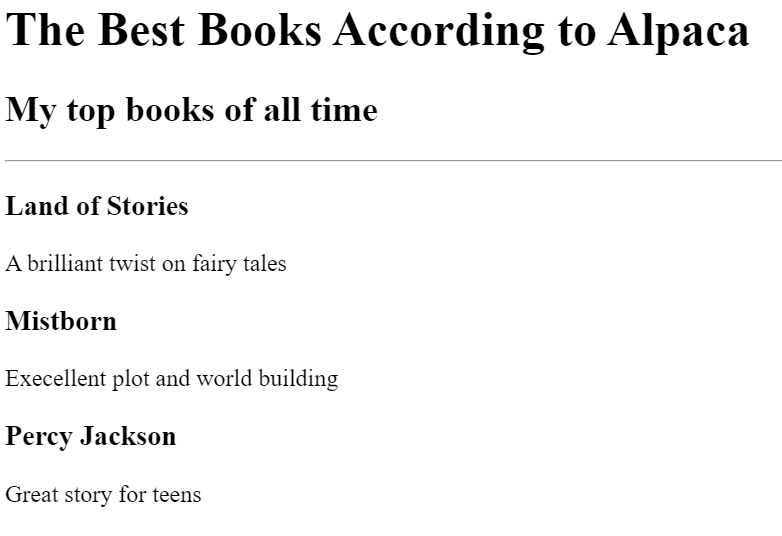 The Best Books According to Alpaca
My top books of all time
Land of Stories
A brilliant twist on fairy tales
Mistborn
Execellent plot and world building
Percy Jackson
Great story for teens